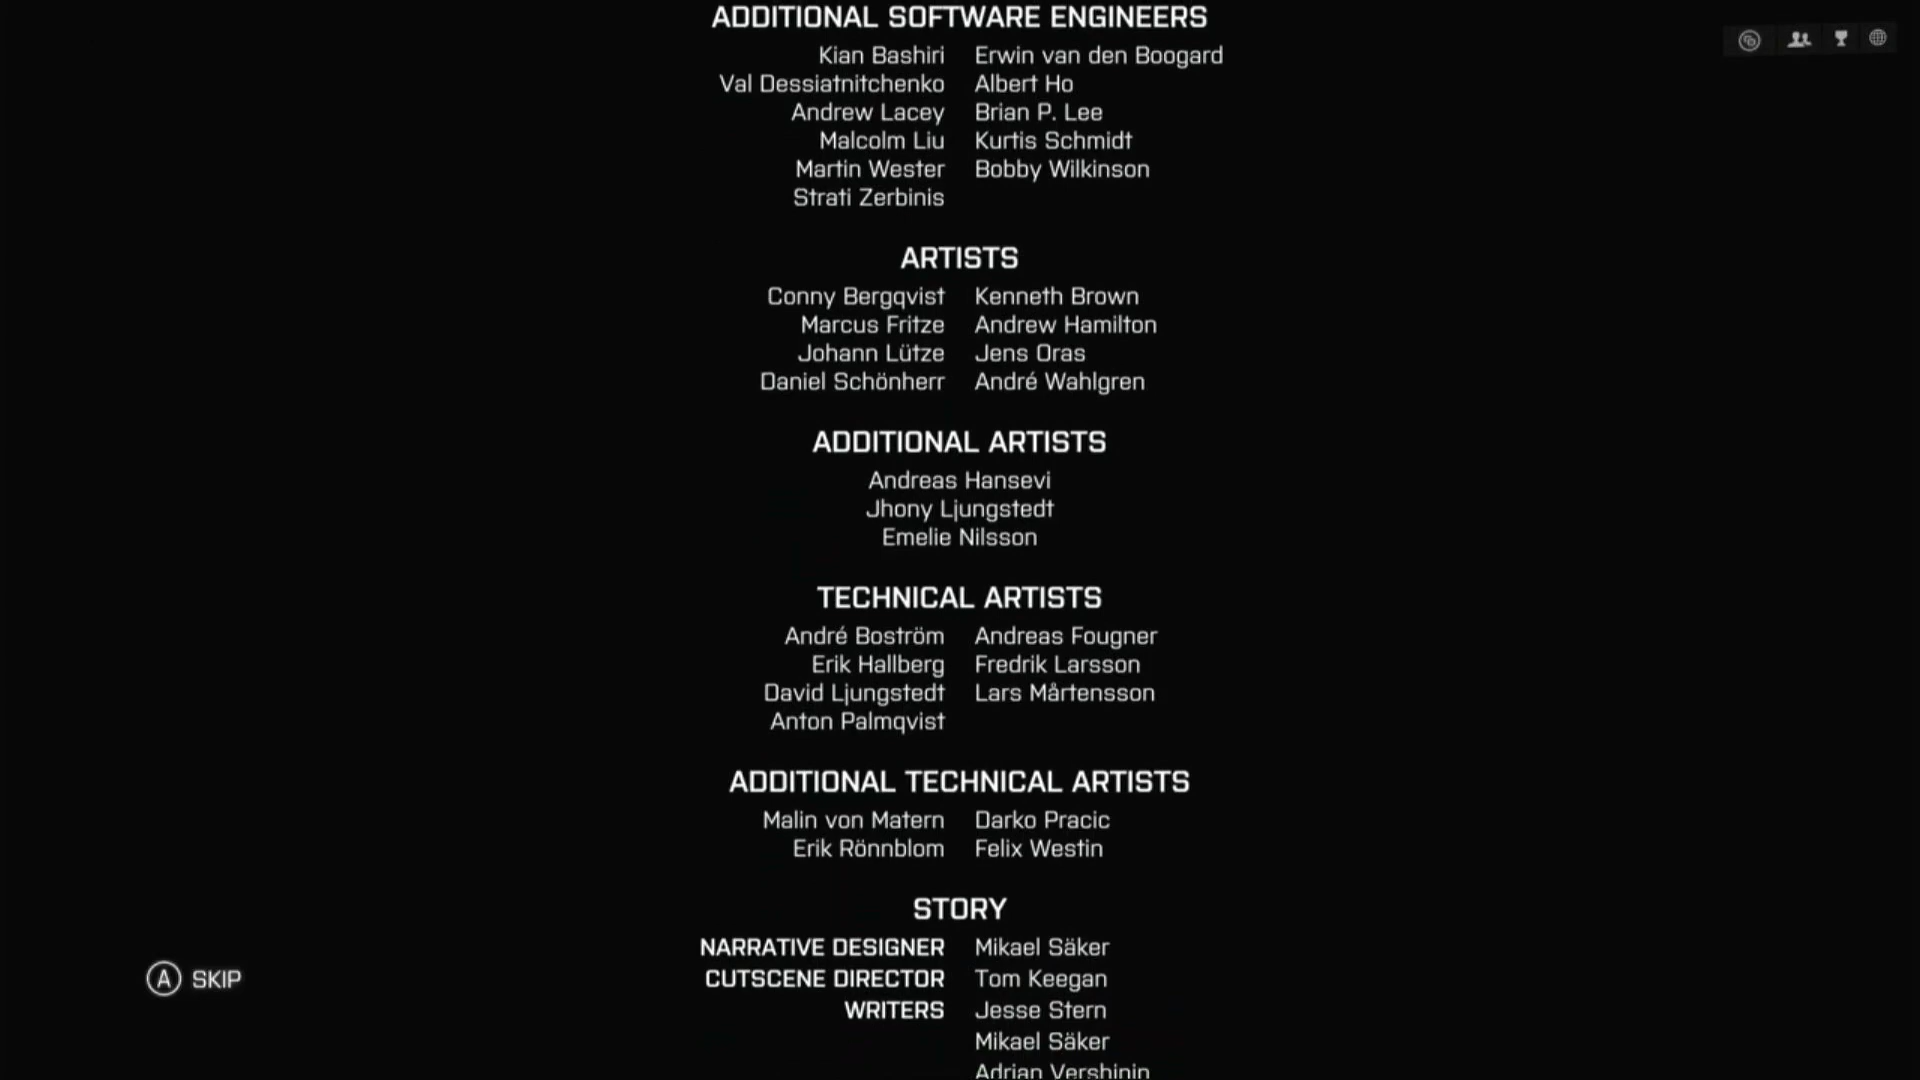 ADDITIONAL SOFTWARE ENGINEERS
Kian Bashiri Erwin van den Boogard
Val Dessiatnitchenko Albert Ho
Andrew Lacey Brian P. Lee
Malcolm Liu Kurtis Schmidt
Martin Wester Bobby Wilkinson
Strati Zerbinis
ARTISTS
Conny Bergqvist Kenneth Brown
Marcus Fritze Andrew Hamilton
Johann Lütze Jens Oras
Daniel Schönherr André Wahlgren
ADDITIONAL ARTISTS
Andreas Hansevi
Jhony Ljungstedt
Emelie Nilsson
TECHNICAL ARTISTS
André Boström Andreas Fougner
Erik Hallberg Fredrik Larsson
David Ljungstedt Lars Mårtensson
Anton Palmqvist
ADDITIONAL TECHNICAL ARTISTS
Malin von Matern Darko Pracic
Erik Rönnblom Felix Westin
STORY
NARRATIVE DESIGNER Mikael Säker
CUTSCENE DIRECTOR Tom Keegan
WRITERS Jesse Stern
Mikael Säker
Adrian Vershinin
A SKIP